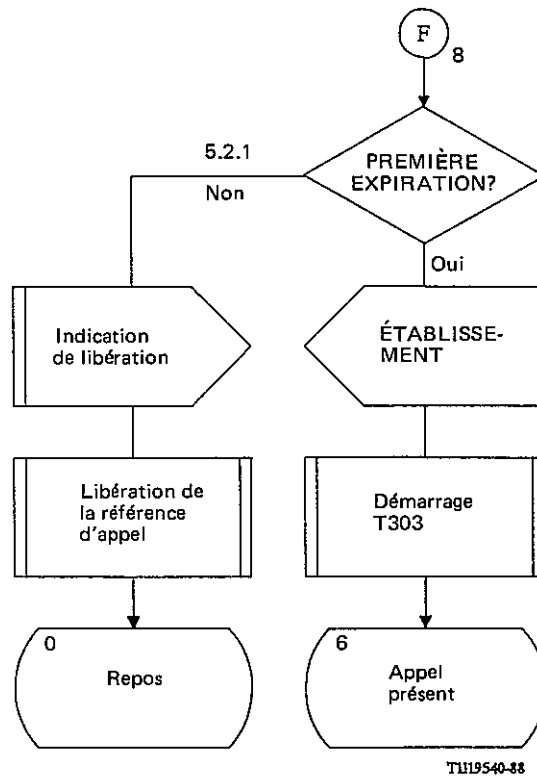 F
8
5.2.1
PREMIÈRE
EXPIRATION?
Non
Oui
Indication
de libération
ÉTABLISSE-
MENT
Libération de
la référence
d'appel
Démarrage
T303
0
Repos
6
Appel
présent
T1119540-88